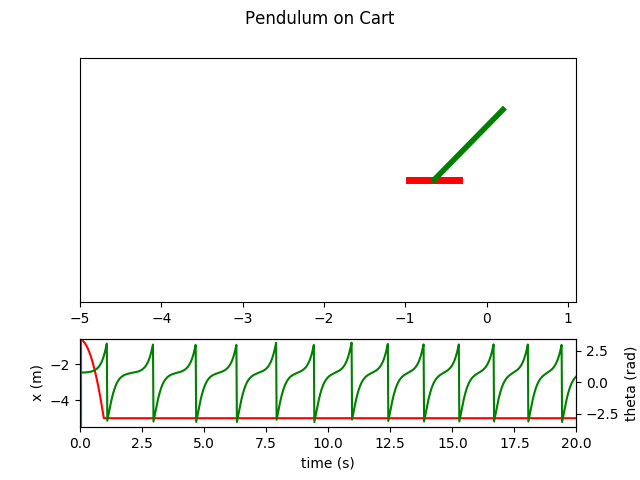 Pendulum on Cart
−5 −4 −3 −2 −1 0 1
x (m)
−2
−4
2.5
0.0
−2.5
theta (rad)
0.0 2.5 5.0 7.5 10.0 12.5 15.0 17.5 20.0
time (s)